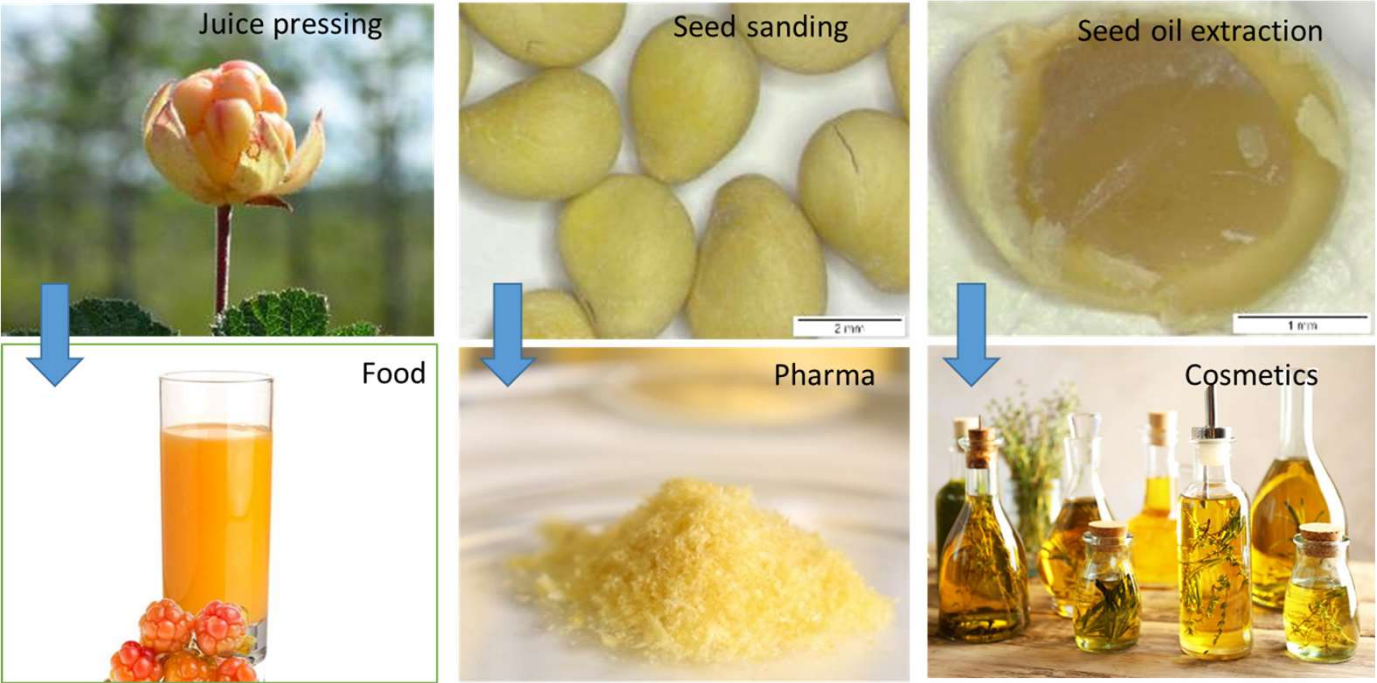 Juice pressing
Seed sanding
Seed oil extraction
2 mm
1 mm
Food
Pharma
Cosmetics